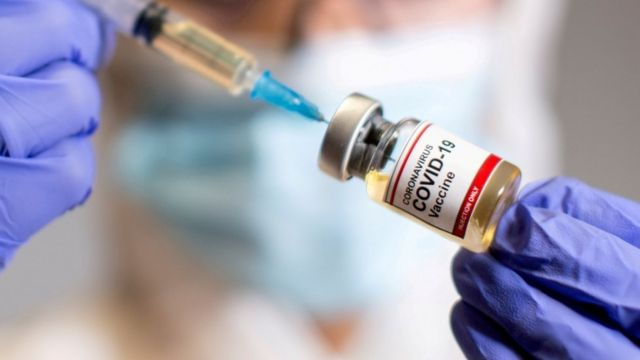 CORONAVIRUS
COVID-19
Vaccine
INJECTION ONLY